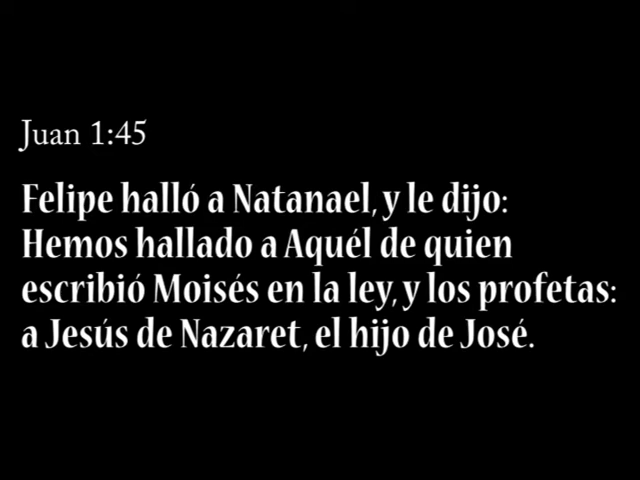 Juan 1:45
Felipe halló a Natanael, y le dijo:
Hemos hallado a Aquél de quien
escribió Moisés en la ley, y los profetas:
a Jesús de Nazaret, el hijo de José.